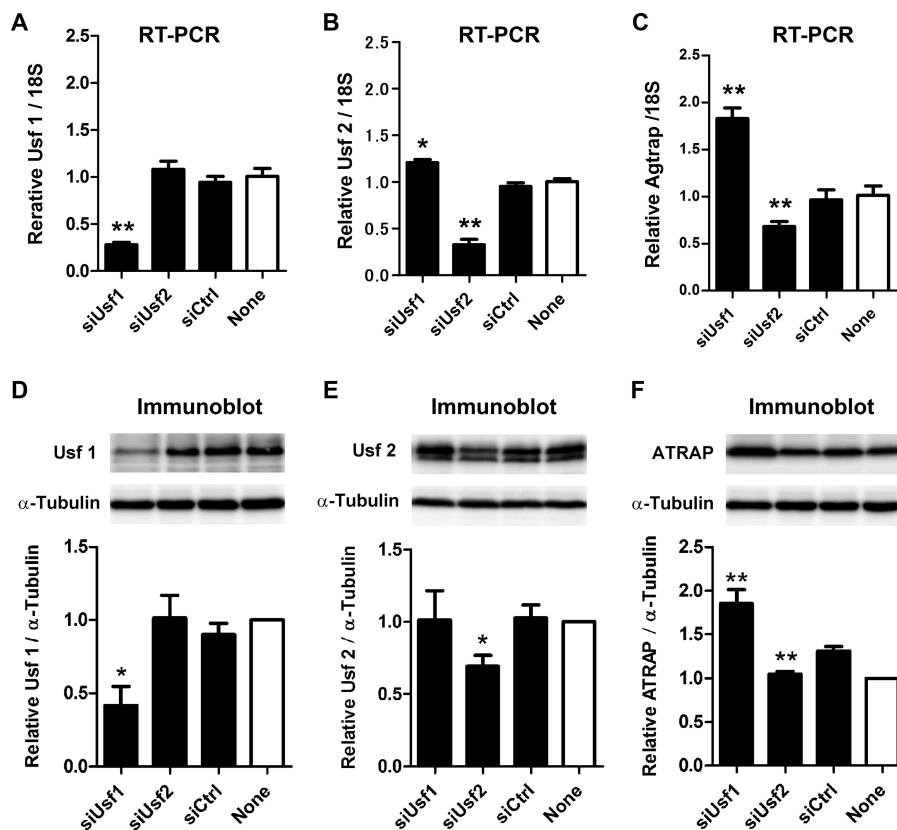 A
RT-PCR
Rerative Usf 1 / 18S
2.5
2.0
1.5
1.0
0.5
0.0
**
siUsf1
siUsf2
siCtrl
None
B
RT-PCR
Relative Usf 2 / 18S
2.5
2.0
1.5
1.0
0.5
0.0
*
**
siUsf1
siUsf2
siCtrl
None
C
RT-PCR
Relative Agtrap /18S
2.5
2.0
1.5
1.0
0.5
0.0
**
**
siUsf1
siUsf2
siCtrl
None
D
Immunoblot
Usf 1
α-Tubulin
Relative Usf 1 / α-Tubulin
1.5
1.0
0.5
0.0
*
siUsf1
siUsf2
siCtrl
None
E
Immunoblot
Usf 2
α-Tubulin
Relative Usf 2 / α-Tubulin
1.5
1.0
0.5
0.0
*
siUsf1
siUsf2
siCtrl
None
F
Immunoblot
ATRAP
α-Tubulin
Relative ATRAP / α-Tubulin
2.0
1.5
1.0
0.5
0.0
**
**
siUsf1
siUsf2
siCtrl
None